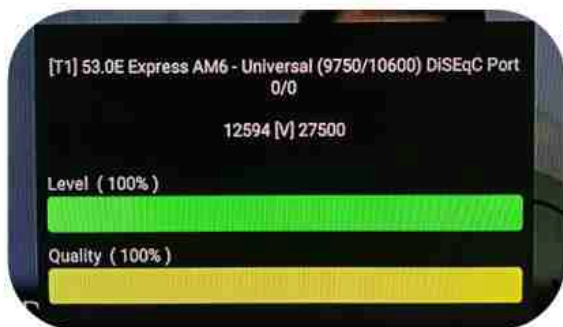 [T1] 53.0E Express AM6 - Universal (9750/10600) DiSEqC Port
0/0
12594 [V] 27500
Level ( 100% )
Quality ( 100% )